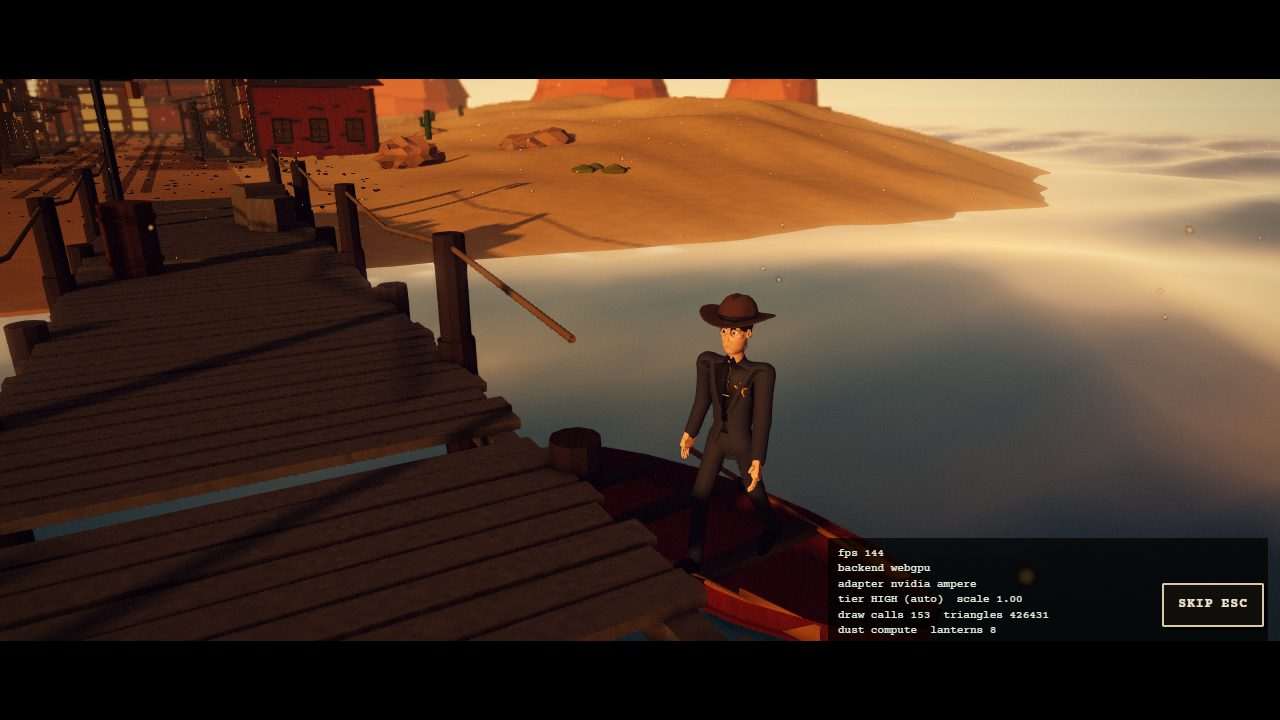 fps 144
backend webgpu
adapter nvidia ampere
tier HIGH (auto)  scale 1.00
draw calls 153  triangles 426431
dust compute  lanterns 8
SKIP ESC